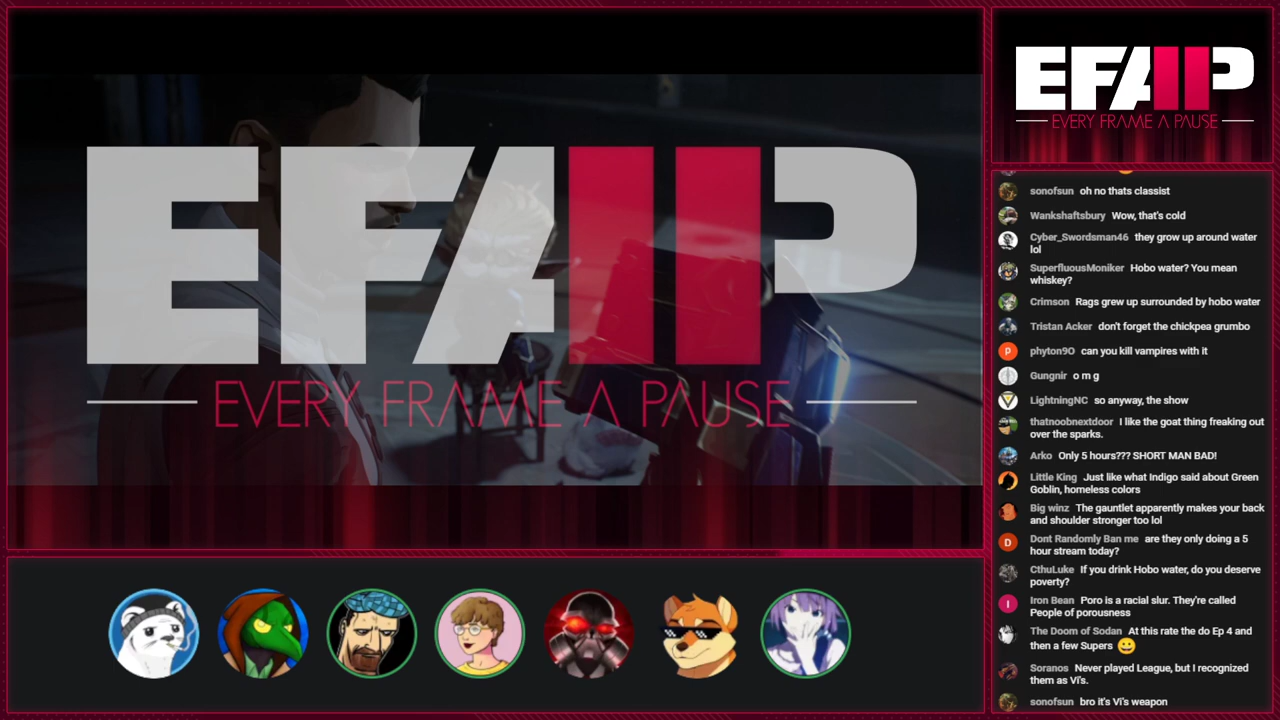 EFAP
EVERY FRAME A PAUSE
EFAP
EVERY FRAME A PAUSE
sonofsun oh no thats classist
Wankshaftsbury Wow, that's cold
Cyber_Swordsman46 they grow up around water
lol
SuperfluousMoniker Hobo water? You mean
whiskey?
Crimson Rags grew up surrounded by hobo water
Tristan Acker don't forget the chickpea grumbo
P
phyton9O can you kill vampires with it
Gungnir o m g
LightningNC so anyway, the show
thatnoobnextdoor I like the goat thing freaking out
over the sparks.
Arko Only 5 hours??? SHORT MAN BAD!
Little King Just like what Indigo said about Green
Goblin, homeless colors
Big winz The gauntlet apparently makes your back
and shoulder stronger too lol
D
Dont Randomly Ban me are they only doing a 5
hour stream today?
CthuLuke If you drink Hobo water, do you deserve
poverty?
I
Iron Bean Poro is a racial slur. They're called
People of porousness
The Doom of Sodan At this rate the do Ep 4 and
then a few Supers 😀
Soranos Never played League, but I recognized
them as Vi's.
sonofsun bro it's Vi's weapon